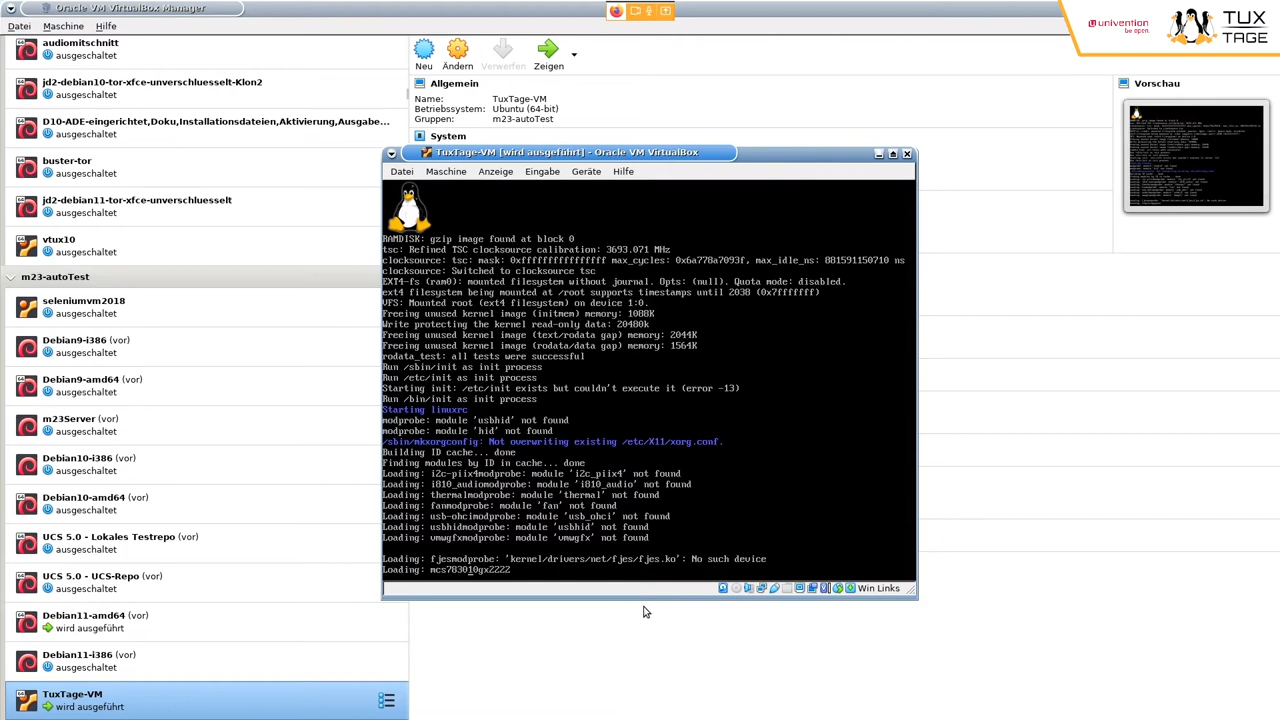 Oracle VM VirtualBox Manager
Datei Maschine Hilfe
audiomitschnitt
ausgeschaltet
jd2-debian10-tor-xfce-unverschluesselt-Klon2
ausgeschaltet
D10-ADE-eingerichtet,Doku,Installationsdateien,Aktivierung,Ausgabe...
ausgeschaltet
buster-tor
ausgeschaltet
jd2-debian11-tor-xfce-unverschluesselt
ausgeschaltet
vtux10
ausgeschaltet
m23-autoTest
seleniumvm2018
ausgeschaltet
Debian9-i386 (vor)
ausgeschaltet
Debian9-amd64 (vor)
ausgeschaltet
m23Server (vor)
ausgeschaltet
Debian10-i386 (vor)
ausgeschaltet
Debian10-amd64 (vor)
ausgeschaltet
UCS 5.0 - Lokales Testrepo (vor)
ausgeschaltet
UCS 5.0 - UCS-Repo (vor)
ausgeschaltet
Debian11-amd64 (vor)
wird ausgeführt
Debian11-i386 (vor)
ausgeschaltet
TuxTage-VM
wird ausgeführt
Neu Ändern Verwerfen Zeigen
Allgemein
Name: TuxTage-VM
Betriebssystem: Ubuntu (64-bit)
Gruppen: m23-autoTest
System
Vorschau
univention
be open.
TUX
TAGE
TuxTage-VM [wird ausgeführt] - Oracle VM VirtualBox
Datei Maschine Anzeige Eingabe Geräte Hilfe
RAMDISK: gzip image found at block 0
tsc: Refined TSC clocksource calibration: 3693.071 MHz
clocksource: tsc: mask: 0xffffffffffffffff max_cycles: 0x6a778a7093f, max_idle_ns: 881591150710 ns
clocksource: Switched to clocksource tsc
EXT4-fs (ram0): mounted filesystem without journal. Opts: (null). Quota mode: disabled.
ext4 filesystem being mounted at /root supports timestamps until 2038 (0x7fffffff)
VFS: Mounted root (ext4 filesystem) on device 1:0.
Freeing unused kernel image (initmem) memory: 1088K
Write protecting the kernel read-only data: 20480k
Freeing unused kernel image (text/rodata gap) memory: 2044K
Freeing unused kernel image (rodata/data gap) memory: 1564K
rodata_test: all tests were successful
Run /sbin/init as init process
Run /etc/init as init process
Starting init: /etc/init exists but couldn't execute it (error -13)
Run /bin/init as init process
Starting linuxrc
modprobe: module 'usbhid' not found
modprobe: module 'hid' not found
/sbin/mkxorgconfig: Not overwriting existing /etc/X11/xorg.conf.
Building ID cache... done
Finding modules by ID in cache... done
Loading: i2c-piix4modprobe: module 'i2c_piix4' not found
Loading: i810_audiomodprobe: module 'i810_audio' not found
Loading: thermalmodprobe: module 'thermal' not found
Loading: fanmodprobe: module 'fan' not found
Loading: usb-ohcimodprobe: module 'usb_ohci' not found
Loading: usbhidmodprobe: module 'usbhid' not found
Loading: vmwgfxmodprobe: module 'vmwgfx' not found
Loading: fjesmodprobe: 'kernel/drivers/net/fjes/fjes.ko': No such device
Loading: mcs783010gx2222
Win Links